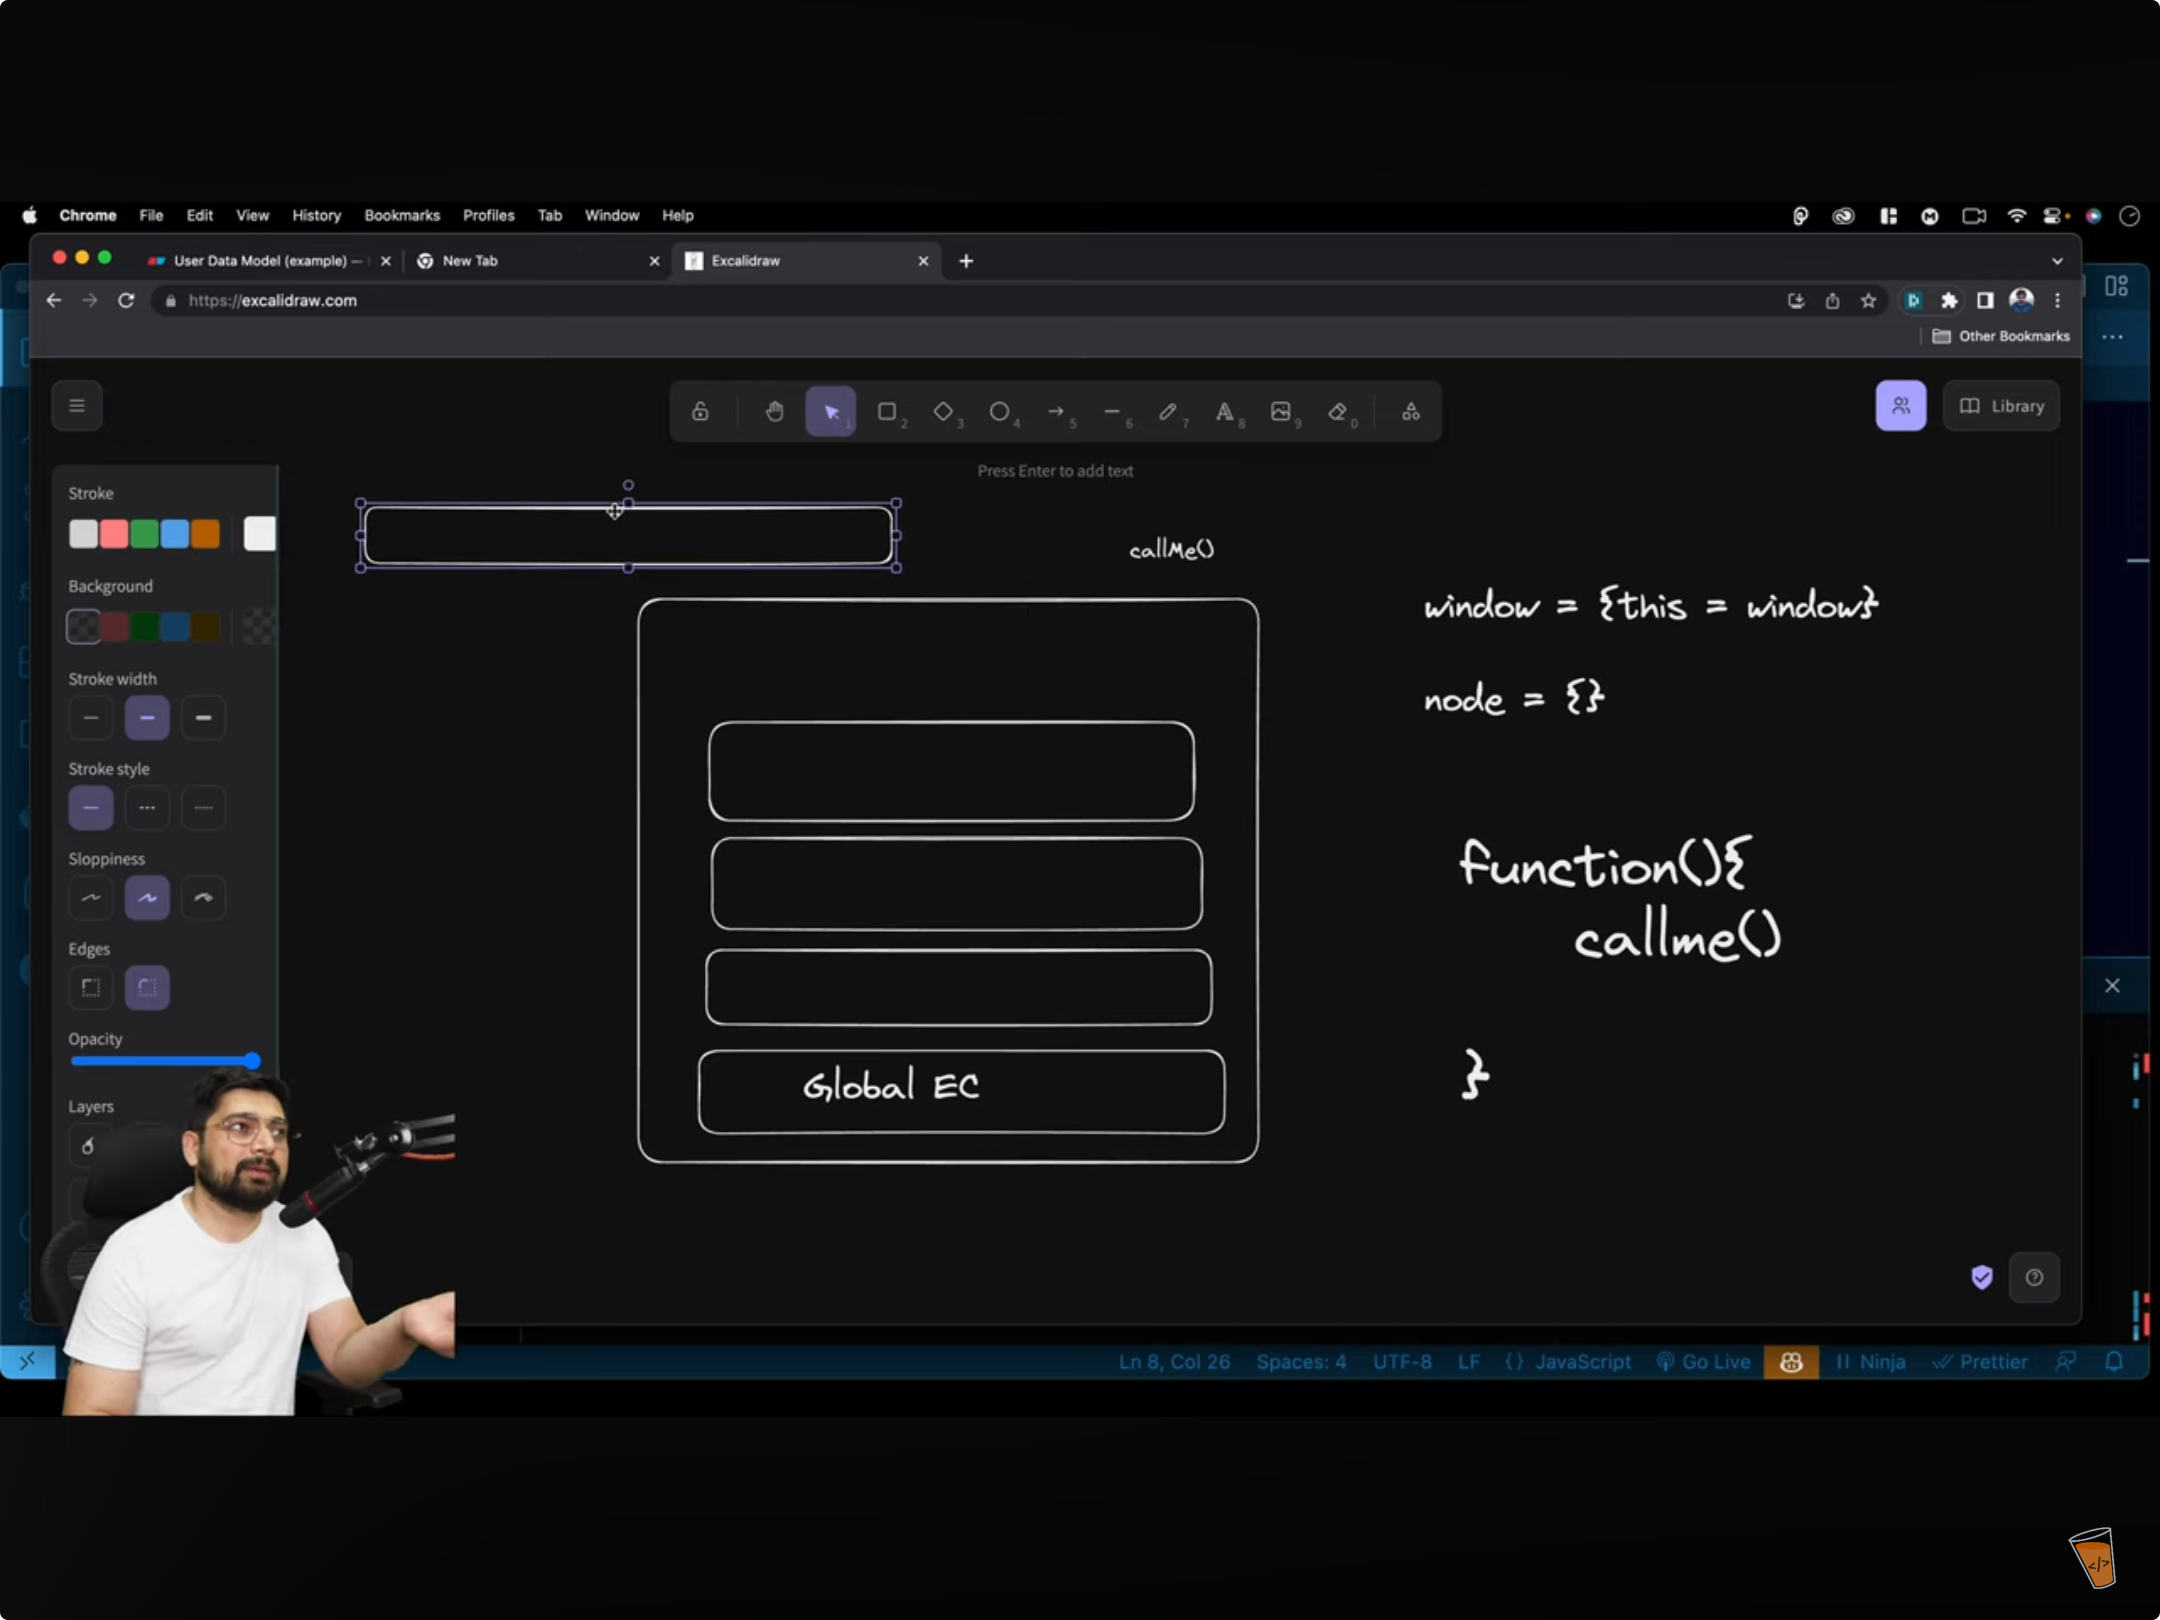 Chrome File Edit View History Bookmarks Profiles Tab Window Help
User Data Model (example) —
New Tab
Excalidraw
https://excalidraw.com
Other Bookmarks
1 2 3 4 5 6 7 8 9 0
Library
Press Enter to add text
Stroke
Background
Stroke width
Stroke style
Sloppiness
Edges
Opacity
Layers
callMe()
window = {this = window}
node = {}
function(){
callme()
}
Global EC
Ln 8, Col 26 Spaces: 4 UTF-8 LF {} JavaScript Go Live Ninja Prettier
</>